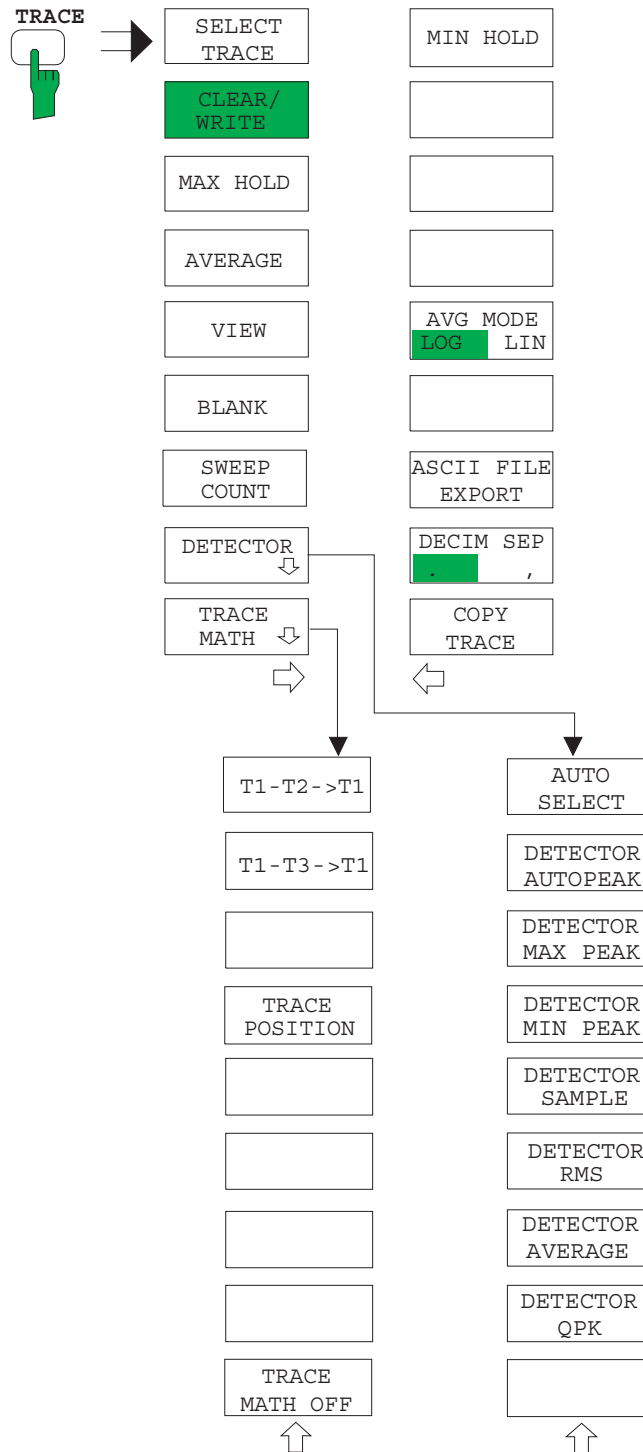 TRACE
SELECT
TRACE
CLEAR/
WRITE
MAX HOLD
AVERAGE
VIEW
BLANK
SWEEP
COUNT
DETECTOR
TRACE
MATH
MIN HOLD
AVG MODE
LOG LIN
ASCII FILE
EXPORT
DECIM SEP
. ,
COPY
TRACE
T1-T2->T1
T1-T3->T1
TRACE
POSITION
TRACE
MATH OFF
AUTO
SELECT
DETECTOR
AUTOPEAK
DETECTOR
MAX PEAK
DETECTOR
MIN PEAK
DETECTOR
SAMPLE
DETECTOR
RMS
DETECTOR
AVERAGE
DETECTOR
QPK